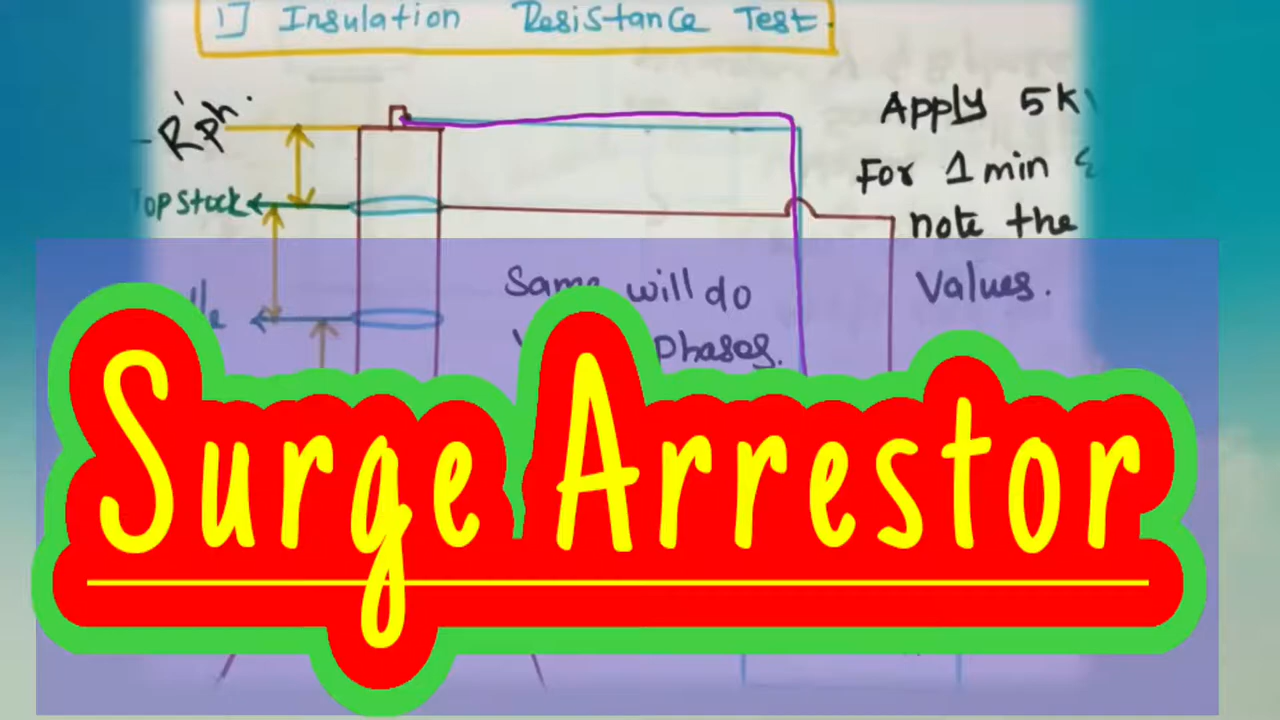 1] Insulation Resistance Test.
R'ph.
Apply 5k
For 1 min &
Top stack
note the
Same will do
Values.
phases.
Surge Arrestor